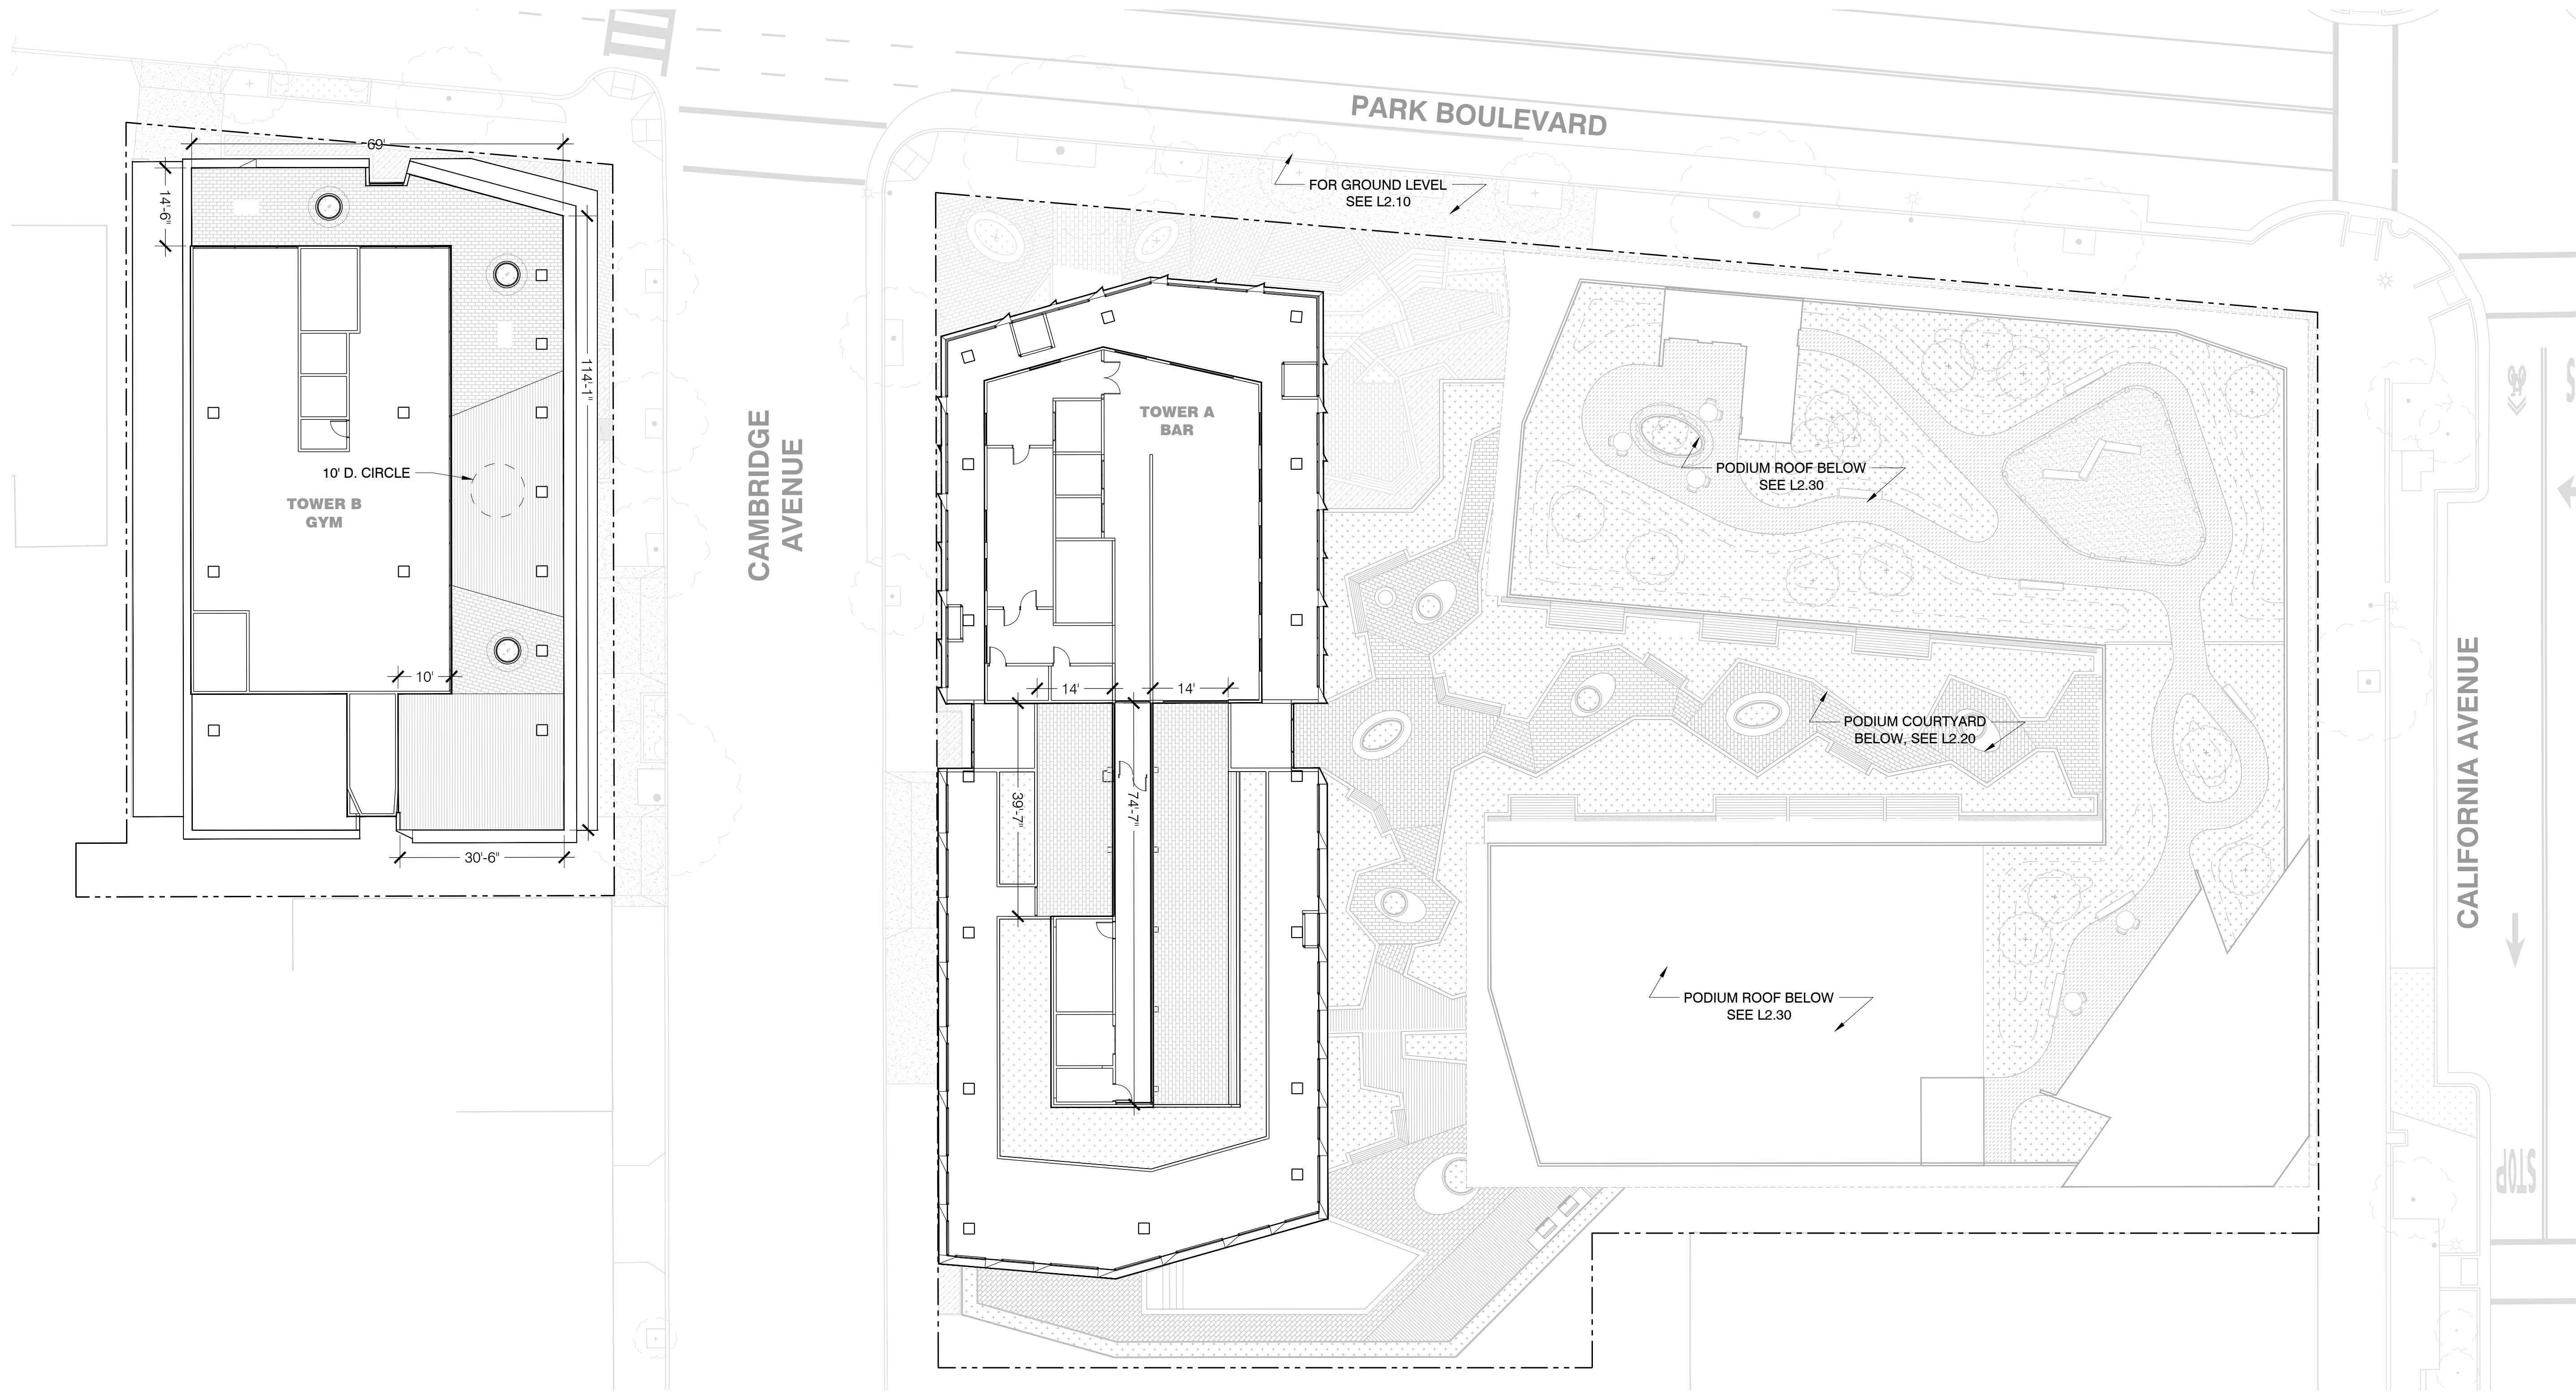 PARK BOULEVARD
69'
14'-6"
FOR GROUND LEVEL
SEE L2.10
114'-1"
TOWER A
BAR
CAMBRIDGE
AVENUE
10' D. CIRCLE
TOWER B
GYM
PODIUM ROOF BELOW
SEE L2.30
10'
14'
14'
PODIUM COURTYARD
BELOW, SEE L2.20
CALIFORNIA AVENUE
39'-7"
74'-7"
30'-6"
PODIUM ROOF BELOW
SEE L2.30
STOP